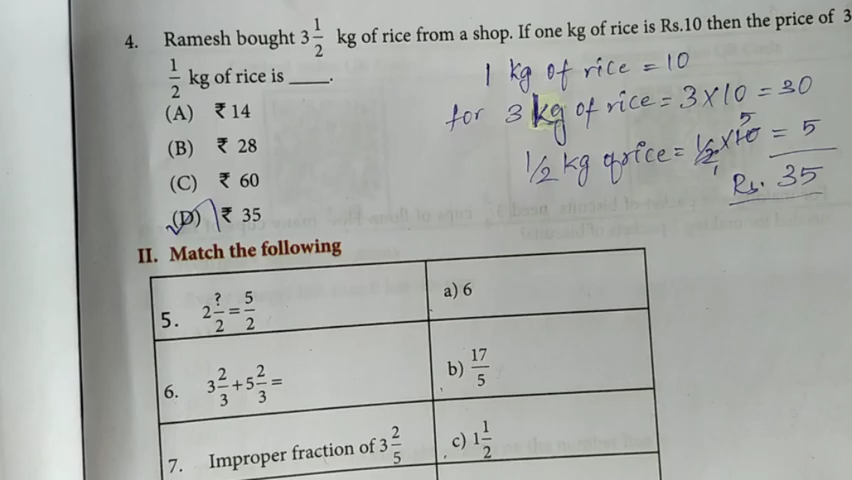 4. Ramesh bought 3 1/2 kg of rice from a shop. If one kg of rice is Rs.10 then the price of 3
1/2 kg of rice is ____.
1 kg of rice = 10
(A) ₹ 14
for 3 kg of rice = 3 X 10 = 30
(B) ₹ 28
1/2 kg of rice = 1/2 X 10 = 5
5
1
(C) ₹ 60
Rs. 35
(D) ₹ 35
II. Match the following
5. 2 ?/2 = 5/2
a) 6
6. 3 2/3 + 5 2/3 =
b) 17/5
7. Improper fraction of 3 2/5
c) 1 1/2